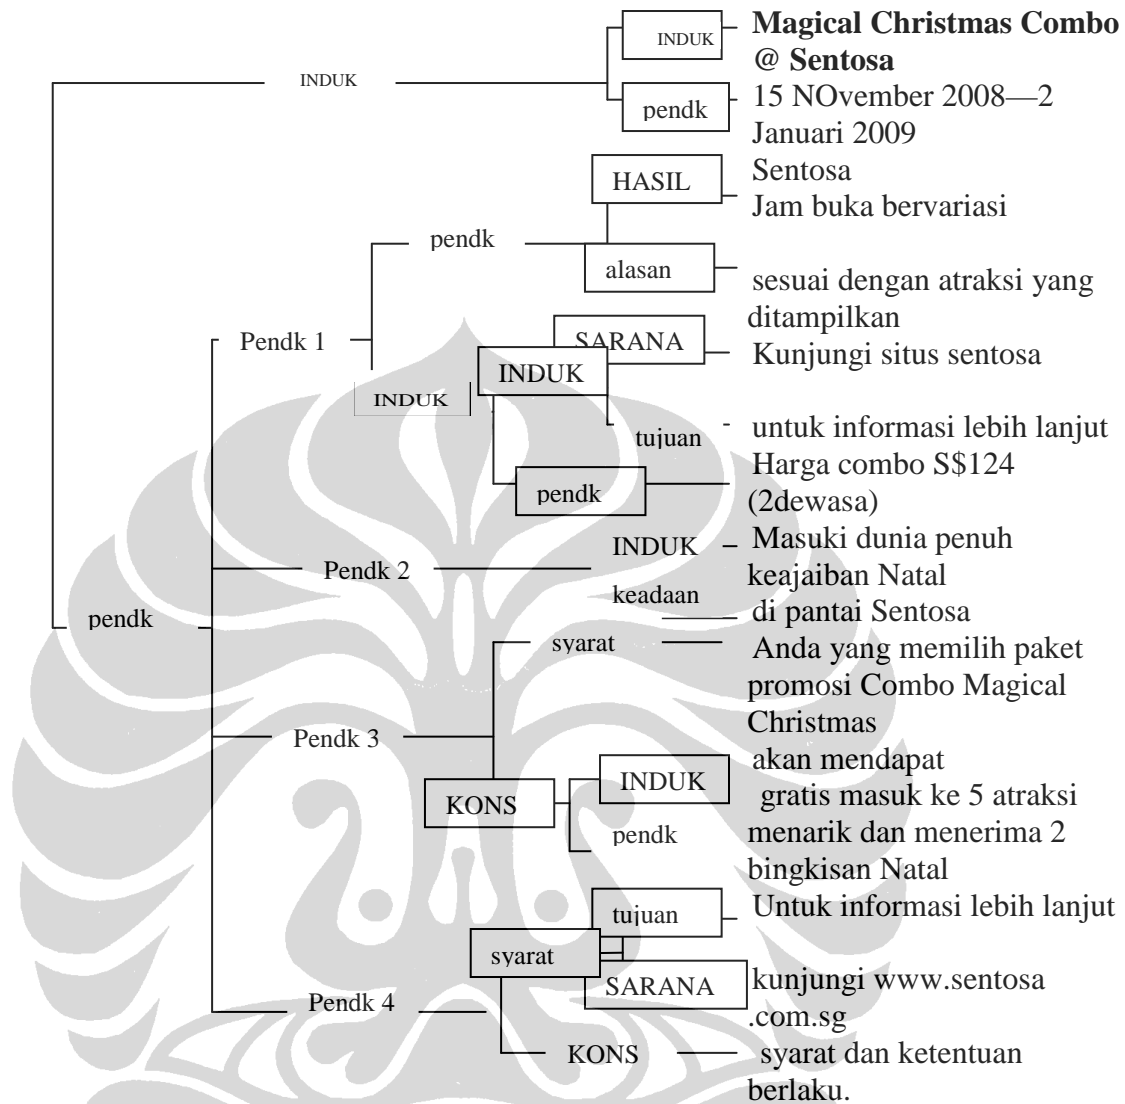 INDUK
Magical Christmas Combo
@ Sentosa
INDUK
pendk
15 NOvember 2008—2
Januari 2009
HASIL
Sentosa
Jam buka bervariasi
pendk
alasan
sesuai dengan atraksi yang
ditampilkan
Pendk 1
SARANA
Kunjungi situs sentosa
INDUK
INDUK
tujuan
untuk informasi lebih lanjut
pendk
Harga combo S$124
(2dewasa)
Pendk 2
INDUK
Masuki dunia penuh
keajaiban Natal
keadaan
di pantai Sentosa
pendk
syarat
Anda yang memilih paket
promosi Combo Magical
Christmas
Pendk 3
akan mendapat
KONS
INDUK
gratis masuk ke 5 atraksi
pendk
menarik dan menerima 2
bingkisan Natal
tujuan
Untuk informasi lebih lanjut
syarat
SARANA
kunjungi www.sentosa
.com.sg
Pendk 4
KONS
syarat dan ketentuan
berlaku.